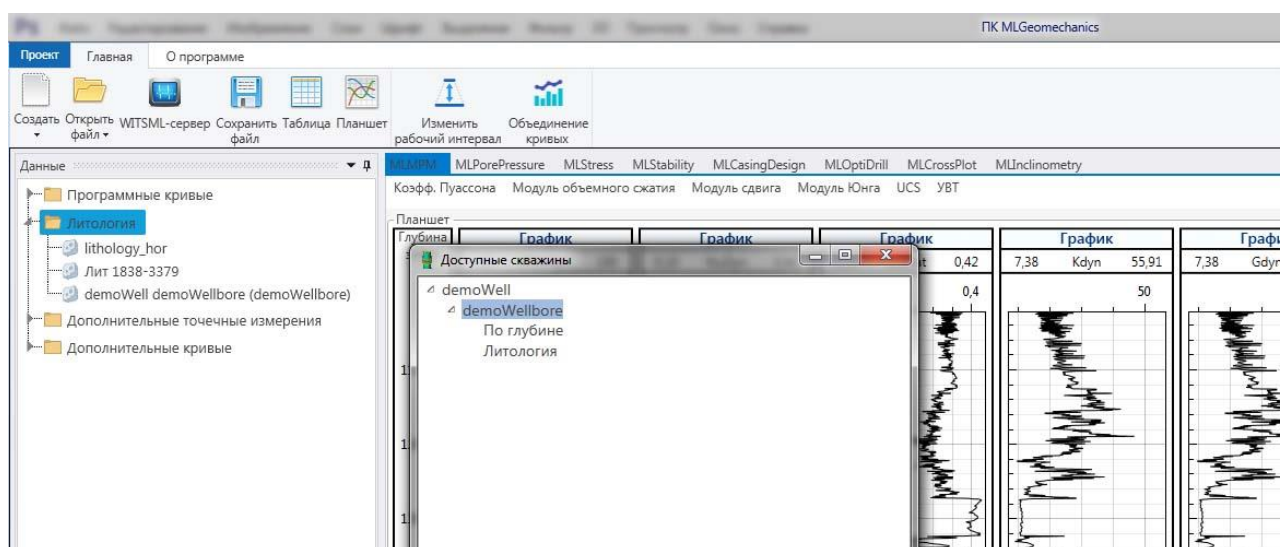 ПК MLGeomechanics
Проект Главная О программе
Создать Открыть файл WITSML-сервер Сохранить файл Таблица Планшет Изменить рабочий интервал Объединение кривых
Данные
Программные кривые
Литология
lithology_hor
Лит 1838-3379
demoWell demoWellbore (demoWellbore)
Дополнительные точечные измерения
Дополнительные кривые
MLMPM MLPorePressure MLStress MLStability MLCasingDesign MLOptiDrill MLCrossPlot MLInclinometry
Коэфф. Пуассона Модуль объемного сжатия Модуль сдвига Модуль Юнга UCS УВТ
Планшет
Глубина График График График График
0,42 7,38 Kdyn 55,91 7,38
0,4 50
Доступные скважины
demoWell
demoWellbore
По глубине
Литология